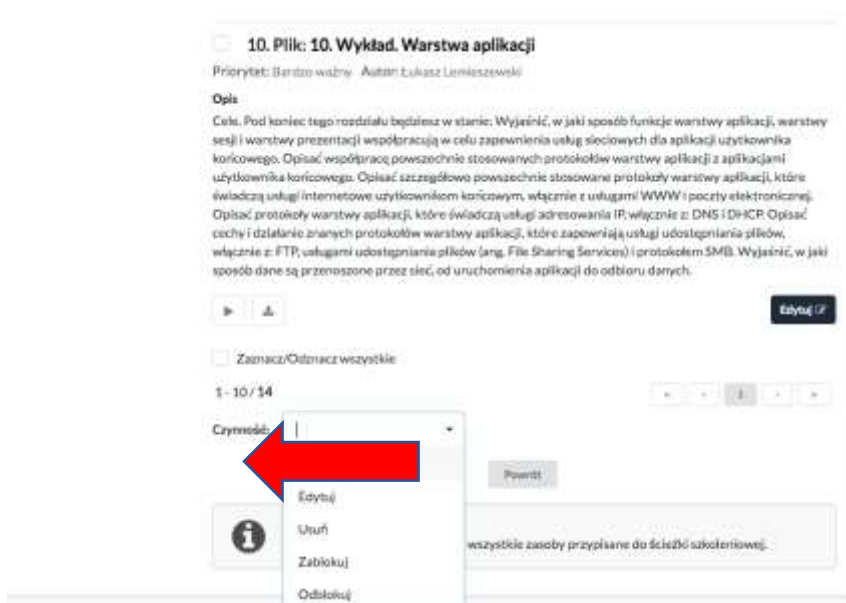 10. Plik: 10. Wykład. Warstwa aplikacji
Priorytet: Bardzo ważny Autor: Łukasz Lemieszewski
Opis
Cele. Pod koniec tego rozdziału będziesz w stanie: Wyjaśnić, w jaki sposób funkcje warstwy aplikacji, warstwy
sesji i warstwy prezentacji współpracują w celu zapewnienia usług sieciowych dla aplikacji użytkownika
końcowego. Opisać współpracę powszechnie stosowanych protokołów warstwy aplikacji z aplikacjami
użytkownika końcowego. Opisać szczegółowo powszechnie stosowane protokoły warstwy aplikacji, które
świadczą usługi internetowe użytkownikom końcowym, włącznie z usługami WWW i poczty elektronicznej.
Opisać protokoły warstwy aplikacji, które świadczą usługi adresowania IP, włącznie z: DNS i DHCP. Opisać
cechy i działanie znanych protokołów warstwy aplikacji, które zapewniają usługi udostępniania plików,
włącznie z: FTP, usługami udostępniania plików (ang. File Sharing Services) i protokołem SMB. Wyjaśnić, w jaki
sposób dane są przenoszone przez sieć, od uruchomienia aplikacji do odbioru danych.
Edytuj
Zaznacz/Odznacz wszystkie
1 - 10 / 14
« ‹ 1 › »
Czynność:
Powrót
Edytuj
Usuń
wszystkie zasoby przypisane do ścieżki szkoleniowej.
Zablokuj
Odblokuj